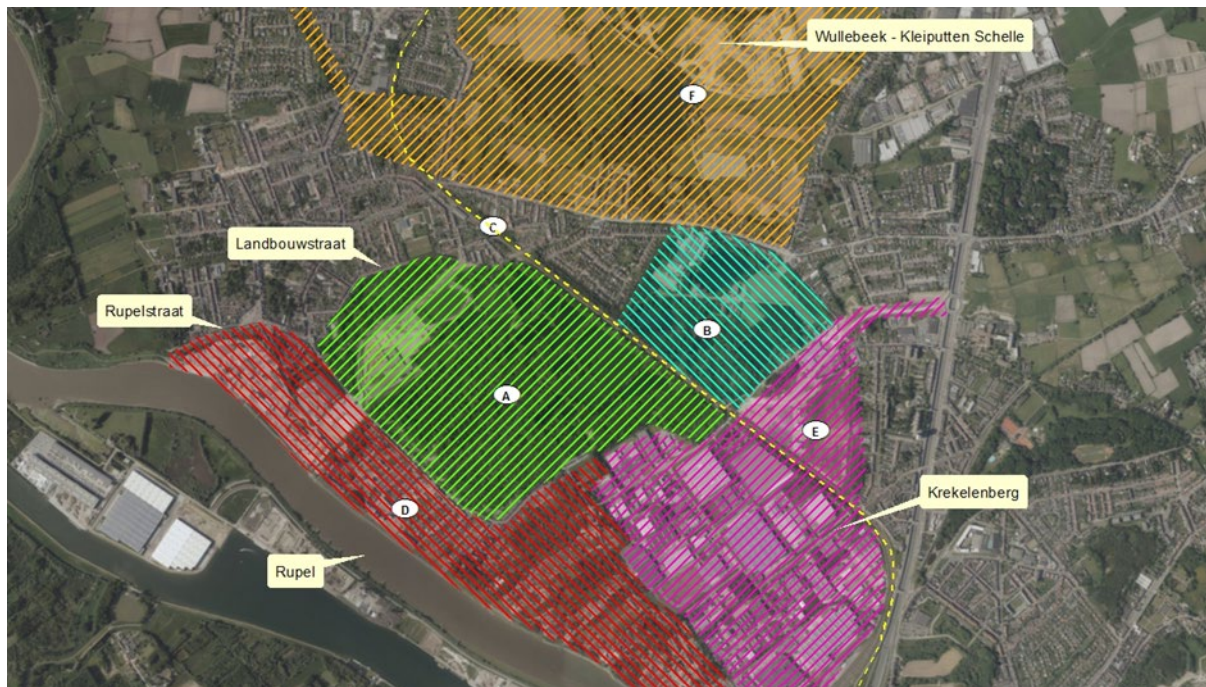 Wullebeek - Kleiputten Schelle
F
C
Landbouwstraat
Rupelstraat
B
A
E
Krekelenberg
D
Rupel